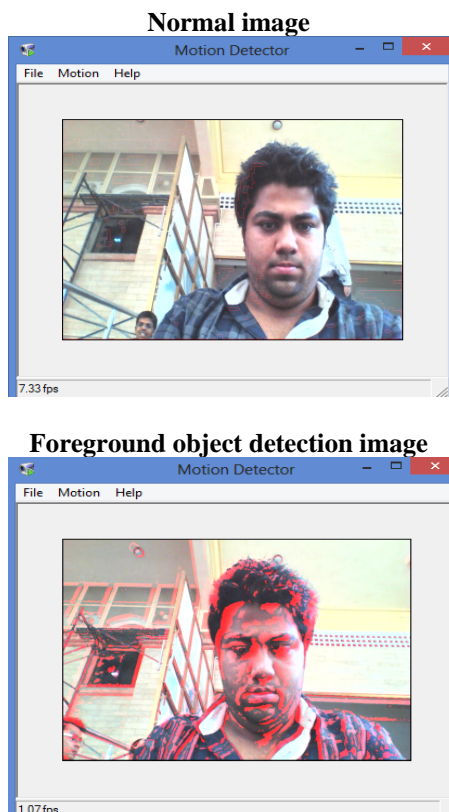 Normal image
Motion Detector
File Motion Help
7.33 fps
Foreground object detection image
Motion Detector
File Motion Help
1.07 fps